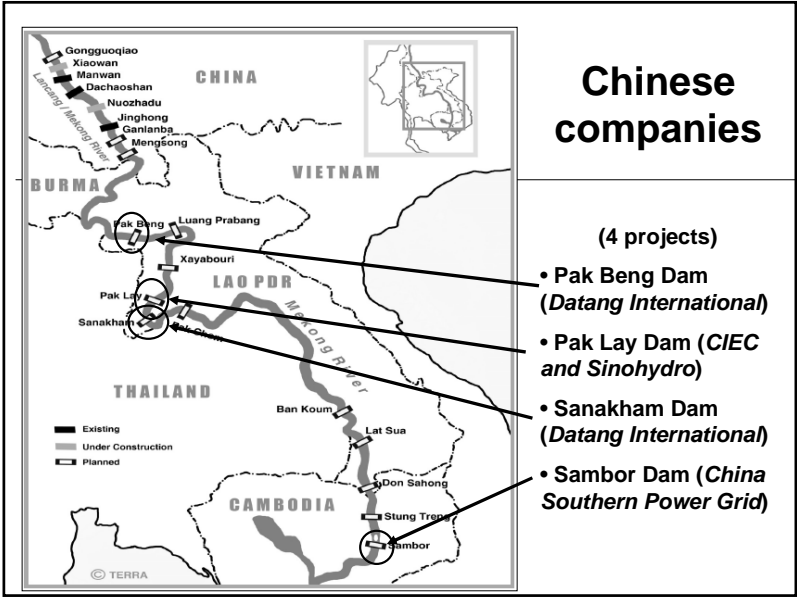 Chinese
companies
(4 projects)
• Pak Beng Dam
(Datang International)
• Pak Lay Dam (CIEC
and Sinohydro)
• Sanakham Dam
(Datang International)
• Sambor Dam (China
Southern Power Grid)
Gongguoqiao
Xiaowan
Manwan
Dachaoshan
Nuozhadu
Jinghong
Ganlanba
Mengsong
Lancang / Mekong River
CHINA
BURMA
VIETNAM
Pak Beng
Luang Prabang
Xayabouri
LAO PDR
Pak Lay
Sanakham
Pak Chom
Mekong River
THAILAND
Ban Koum
Lat Sua
Existing
Under Construction
Planned
Don Sahong
CAMBODIA
Stung Treng
Sambor
© TERRA